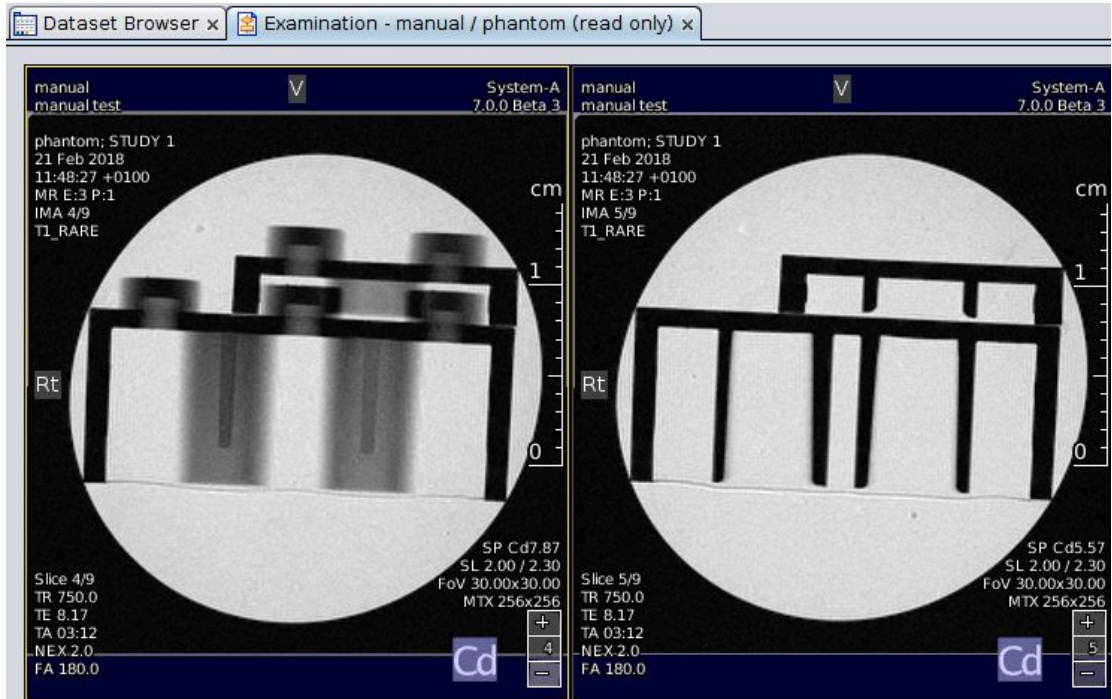 Dataset Browser x
Examination - manual / phantom (read only) x
manual
manual test
V
System-A
7.0.0 Beta 3
phantom; STUDY 1
21 Feb 2018
11:48:27 +0100
MR E:3 P:1
IMA 4/9
T1_RARE
cm
1
0
Rt
Slice 4/9
TR 750.0
TE 8.17
TA 03:12
NEX 2.0
FA 180.0
SP Cd7.87
SL 2.00 / 2.30
FoV 30.00x30.00
MTX 256x256
Cd
+
4
−
manual
manual test
V
System-A
7.0.0 Beta 3
phantom; STUDY 1
21 Feb 2018
11:48:27 +0100
MR E:3 P:1
IMA 5/9
T1_RARE
cm
1
0
Rt
Slice 5/9
TR 750.0
TE 8.17
TA 03:12
NEX 2.0
FA 180.0
SP Cd5.57
SL 2.00 / 2.30
FoV 30.00x30.00
MTX 256x256
Cd
+
5
−